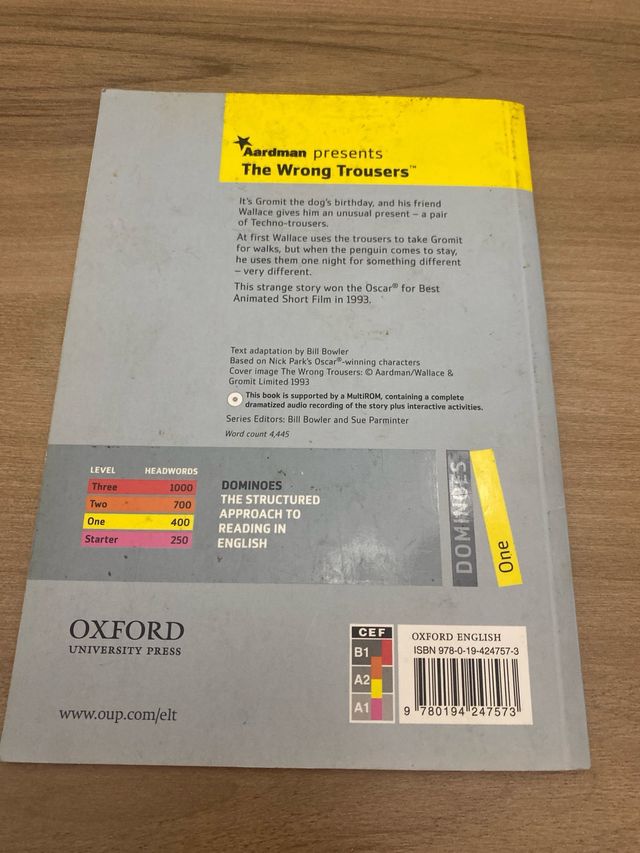 Aardman presents
The Wrong Trousers™
It's Gromit the dog's birthday, and his friend
Wallace gives him an unusual present – a pair
of Techno-trousers.
At first Wallace uses the trousers to take Gromit
for walks, but when the penguin comes to stay,
he uses them one night for something different
– very different.
This strange story won the Oscar® for Best
Animated Short Film in 1993.
Text adaptation by Bill Bowler
Based on Nick Park's Oscar®-winning characters
Cover image The Wrong Trousers: © Aardman/Wallace &
Gromit Limited 1993
This book is supported by a MultiROM, containing a complete
dramatized audio recording of the story plus interactive activities.
Series Editors: Bill Bowler and Sue Parminter
Word count 4,445
LEVEL HEADWORDS
Three 1000
Two 700
One 400
Starter 250
DOMINOES
THE STRUCTURED
APPROACH TO
READING IN
ENGLISH
DOMINOES
One
OXFORD
UNIVERSITY PRESS
www.oup.com/elt
CEF
B1
A2
A1
OXFORD ENGLISH
ISBN 978-0-19-424757-3
9 780194 247573